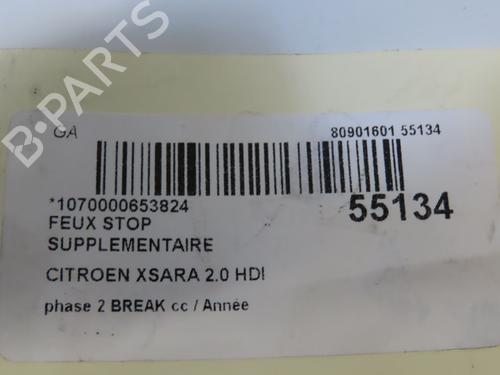 GA
80901601 55134
*1070000653824
55134
FEUX STOP
SUPPLEMENTAIRE
CITROEN XSARA 2.0 HDI
phase 2 BREAK cc / Année
B-PARTS